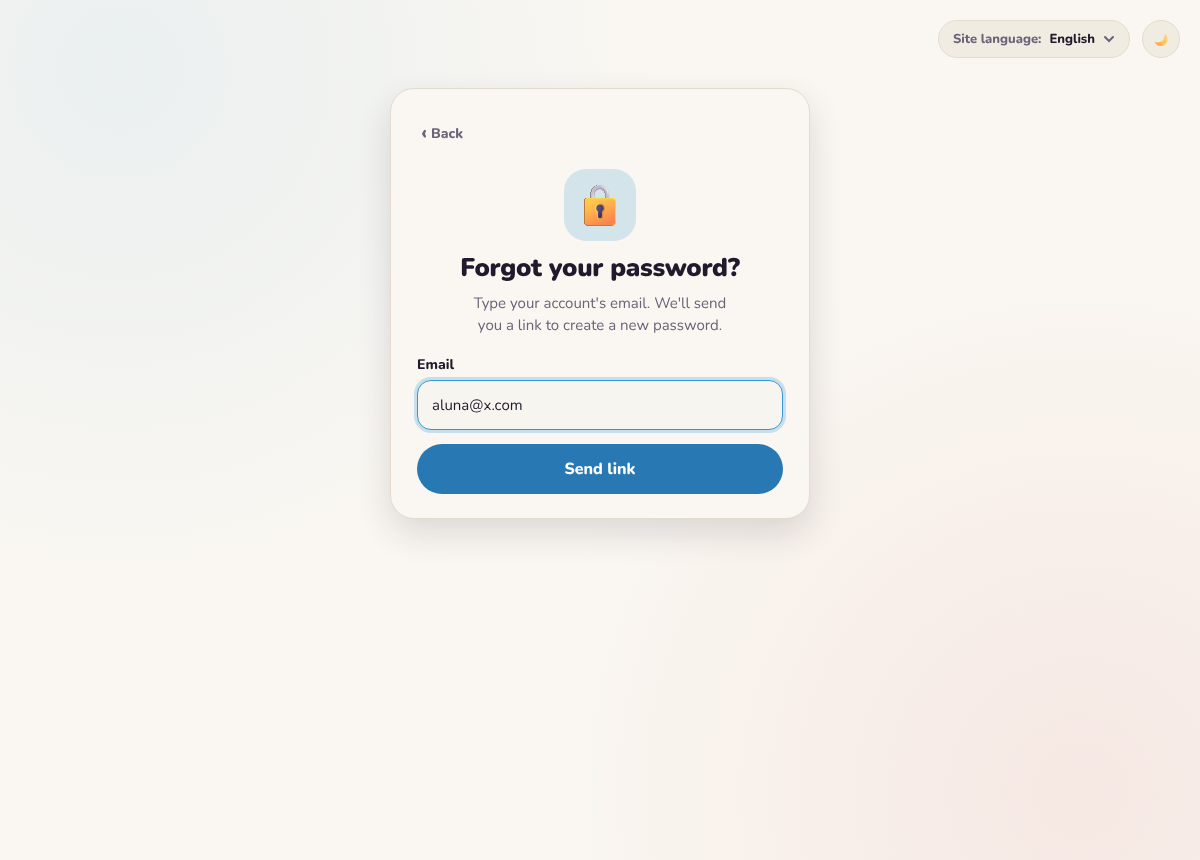 Site language: English
‹ Back
Forgot your password?
Type your account's email. We'll send
you a link to create a new password.
Email
aluna@x.com
Send link